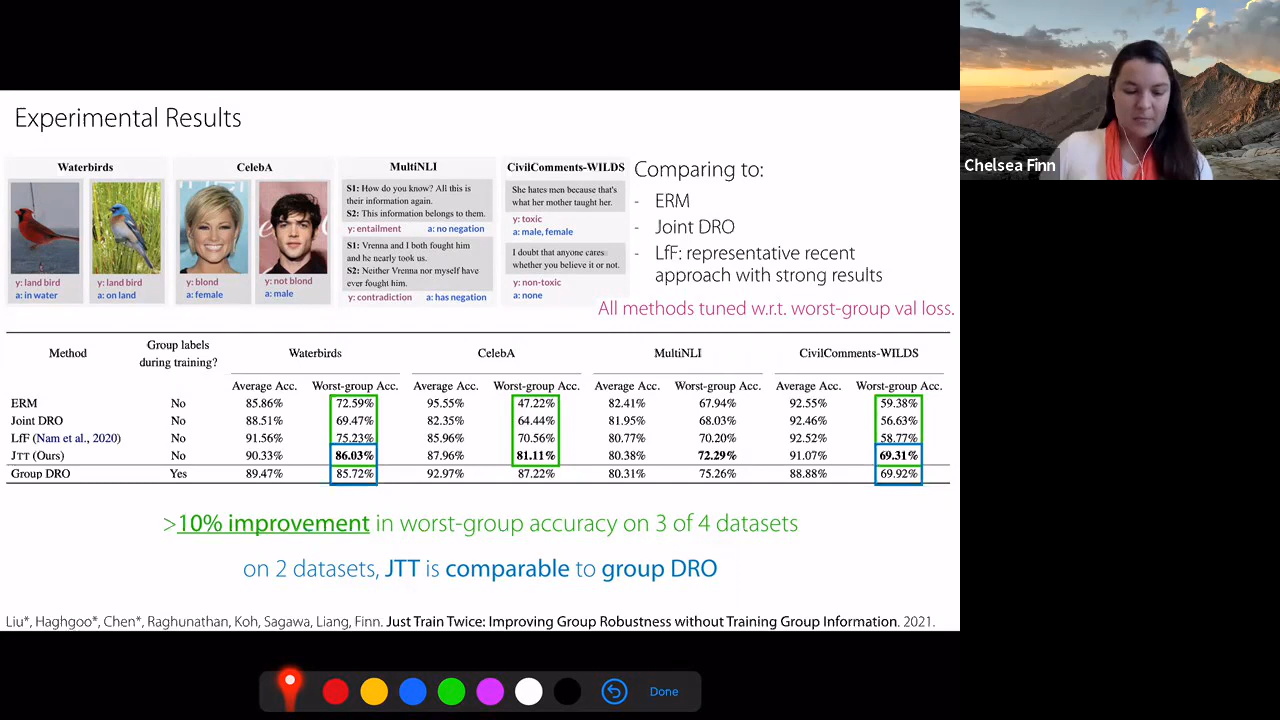 Experimental Results
Waterbirds
y: land bird
a: in water
y: land bird
a: on land
CelebA
y: blond
a: female
y: not blond
a: male
MultiNLI
S1: How do you know? All this is
their information again.
S2: This information belongs to them.
y: entailment a: no negation
S1: Vrenna and I both fought him
and he nearly took us.
S2: Neither Vrenna nor myself have
ever fought him.
y: contradiction a: has negation
CivilComments-WILDS
She hates men because that's
what her mother taught her.
y: toxic
a: male, female
I doubt that anyone cares
whether you believe it or not.
y: non-toxic
a: none
Comparing to:
- ERM
- Joint DRO
- LfF: representative recent
approach with strong results
All methods tuned w.r.t. worst-group val loss.
Method Group labels during training? Waterbirds CelebA MultiNLI CivilComments-WILDS
Average Acc. Worst-group Acc. Average Acc. Worst-group Acc. Average Acc. Worst-group Acc. Average Acc. Worst-group Acc.
ERM No 85.86% 72.59% 95.55% 47.22% 82.41% 67.94% 92.55% 59.38%
Joint DRO No 88.51% 69.47% 82.35% 64.44% 81.95% 68.03% 92.46% 56.63%
LfF (Nam et al., 2020) No 91.56% 75.23% 85.96% 70.56% 80.77% 70.20% 92.52% 58.77%
JTT (Ours) No 90.33% 86.03% 87.96% 81.11% 80.38% 72.29% 91.07% 69.31%
Group DRO Yes 89.47% 85.72% 92.97% 87.22% 80.31% 75.26% 88.88% 69.92%
>10% improvement in worst-group accuracy on 3 of 4 datasets
on 2 datasets, JTT is comparable to group DRO
Liu*, Haghgoo*, Chen*, Raghunathan, Koh, Sagawa, Liang, Finn. Just Train Twice: Improving Group Robustness without Training Group Information. 2021.
Chelsea Finn
Done